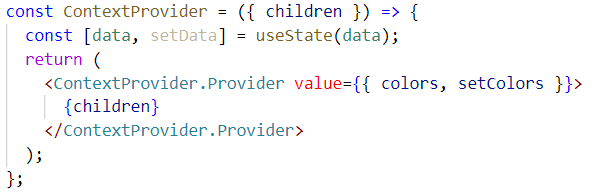 const ContextProvider = ({ children }) => {
  const [data, setData] = useState(data);
  return (
    <ContextProvider.Provider value={{ colors, setColors }}>
      {children}
    </ContextProvider.Provider>
  );
};